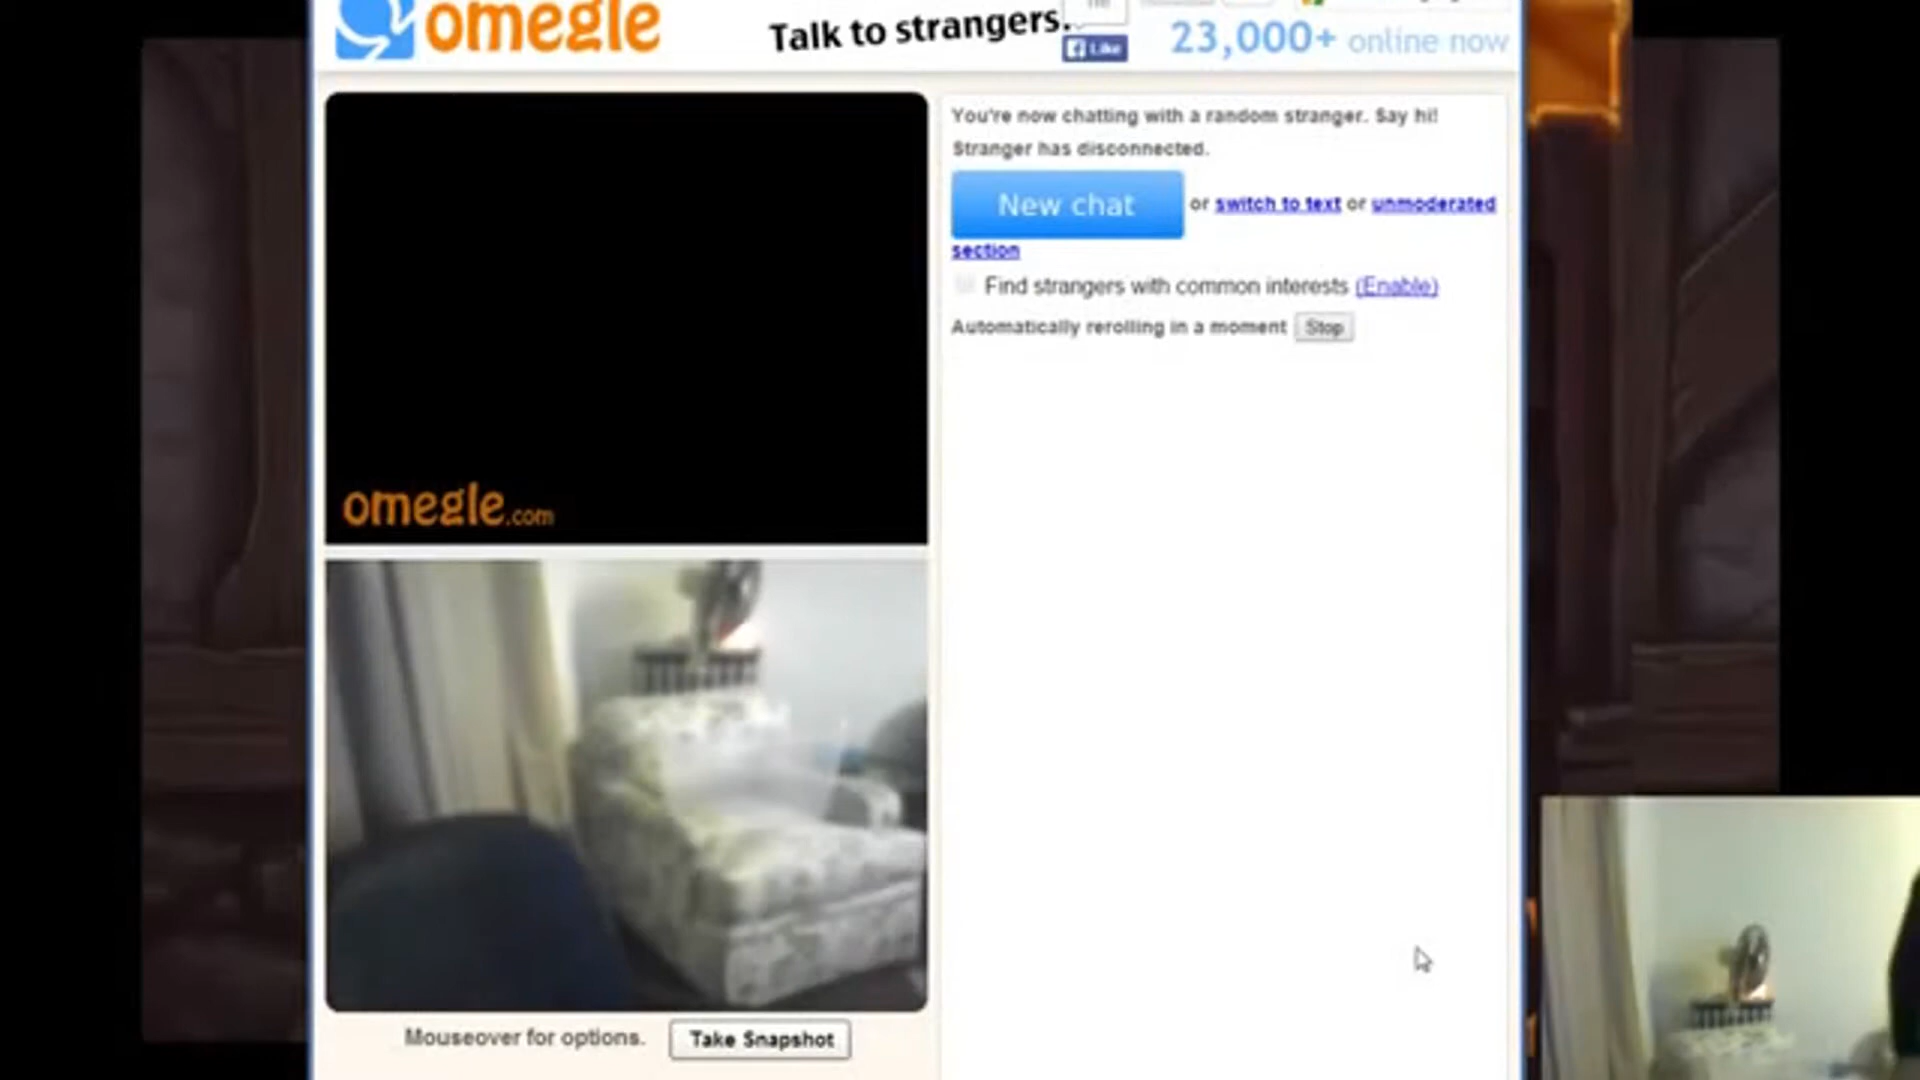 omegle
Talk to strangers.
Like
23,000+ online now
You're now chatting with a random stranger. Say hi!
Stranger has disconnected.
New chat or switch to text or unmoderated
section
Find strangers with common interests (Enable)
Automatically rerolling in a moment Stop
omegle.com
Mouseover for options. Take Snapshot